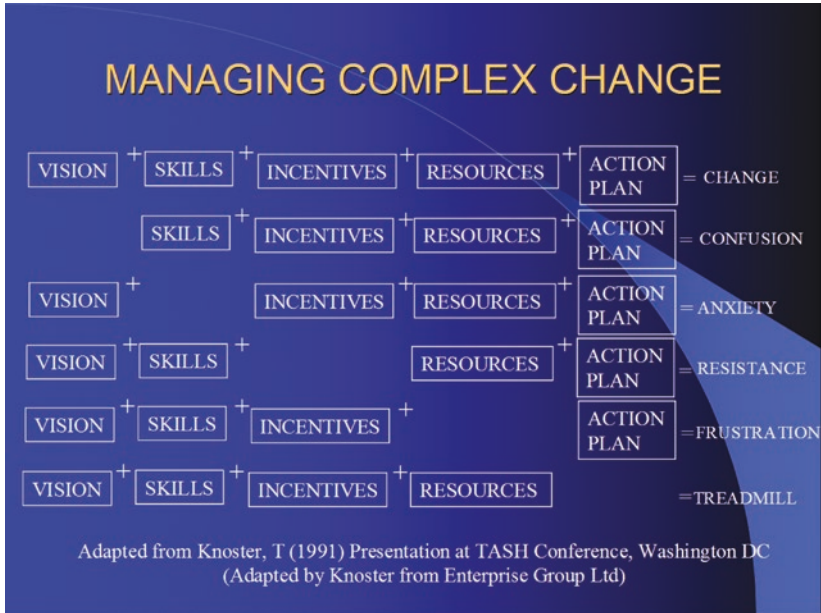 MANAGING COMPLEX CHANGE
VISION + SKILLS + INCENTIVES + RESOURCES + ACTION PLAN = CHANGE
SKILLS + INCENTIVES + RESOURCES + ACTION PLAN = CONFUSION
VISION + INCENTIVES + RESOURCES + ACTION PLAN = ANXIETY
VISION + SKILLS + RESOURCES + ACTION PLAN = RESISTANCE
VISION + SKILLS + INCENTIVES + ACTION PLAN = FRUSTRATION
VISION + SKILLS + INCENTIVES + RESOURCES = TREADMILL
Adapted from Knoster, T (1991) Presentation at TASH Conference, Washington DC
(Adapted by Knoster from Enterprise Group Ltd)